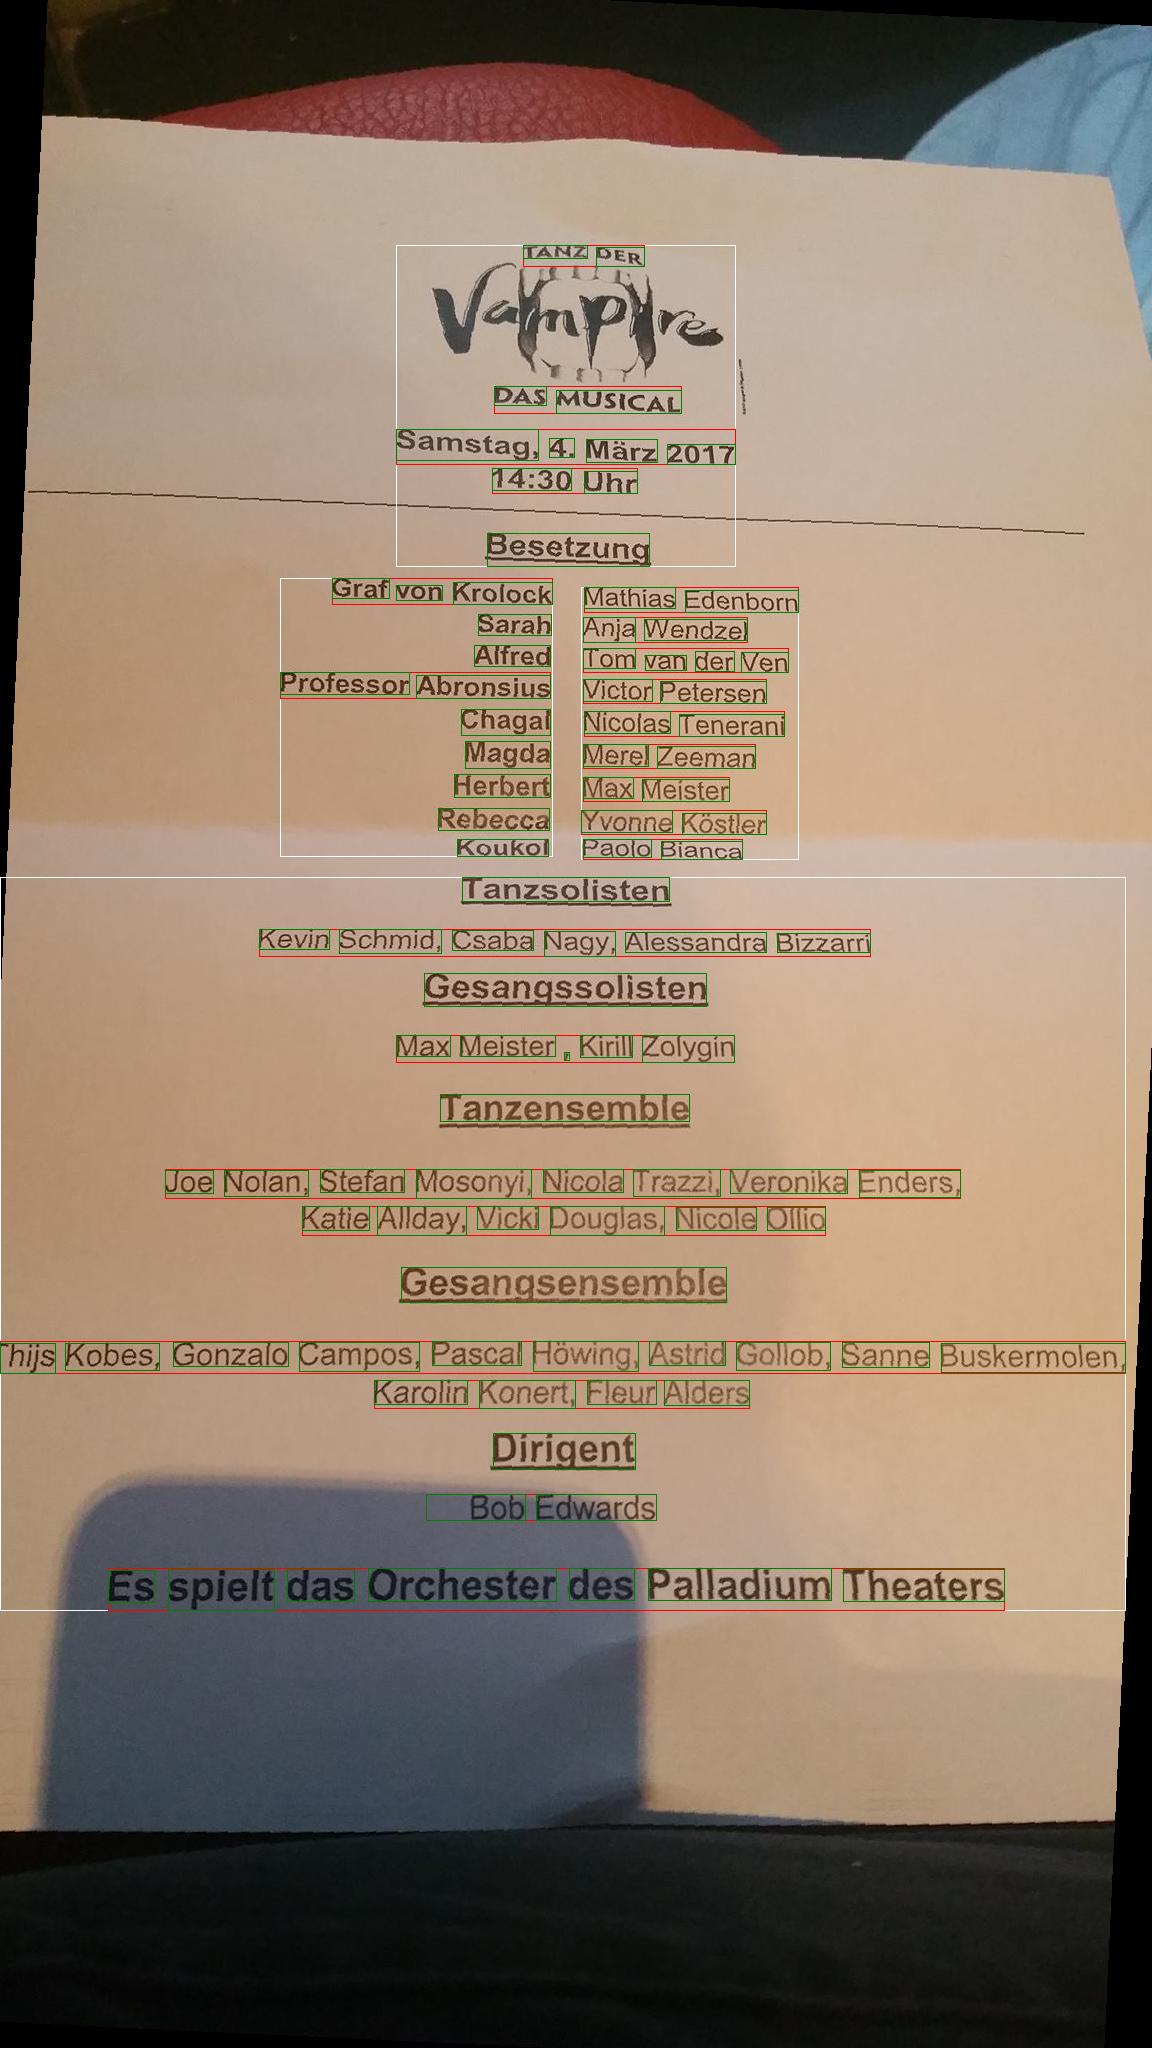 TANZ DER
Vampire
DAS MUSICAL
Samstag, 4. März 2017
14:30 Uhr
Besetzung
Graf von Krolock Mathias Edenborn
Sarah Anja Wendzel
Alfred Tom van der Ven
Professor Abronsius Victor Petersen
Chagal Nicolas Tenerani
Magda Merel Zeeman
Herbert Max Meister
Rebecca Yvonne Köstler
Koukol Paolo Bianca
Tanzsolisten
Kevin Schmid, Csaba Nagy, Alessandra Bizzarri
Gesangssolisten
Max Meister , Kirill Zolygin
Tanzensemble
Joe Nolan, Stefan Mosonyi, Nicola Trazzi, Veronika Enders,
Katie Allday, Vicki Douglas, Nicole Ollio
Gesangsensemble
Thijs Kobes, Gonzalo Campos, Pascal Höwing, Astrid Gollob, Sanne Buskermolen,
Karolin Konert, Fleur Alders
Dirigent
Bob Edwards
Es spielt das Orchester des Palladium Theaters